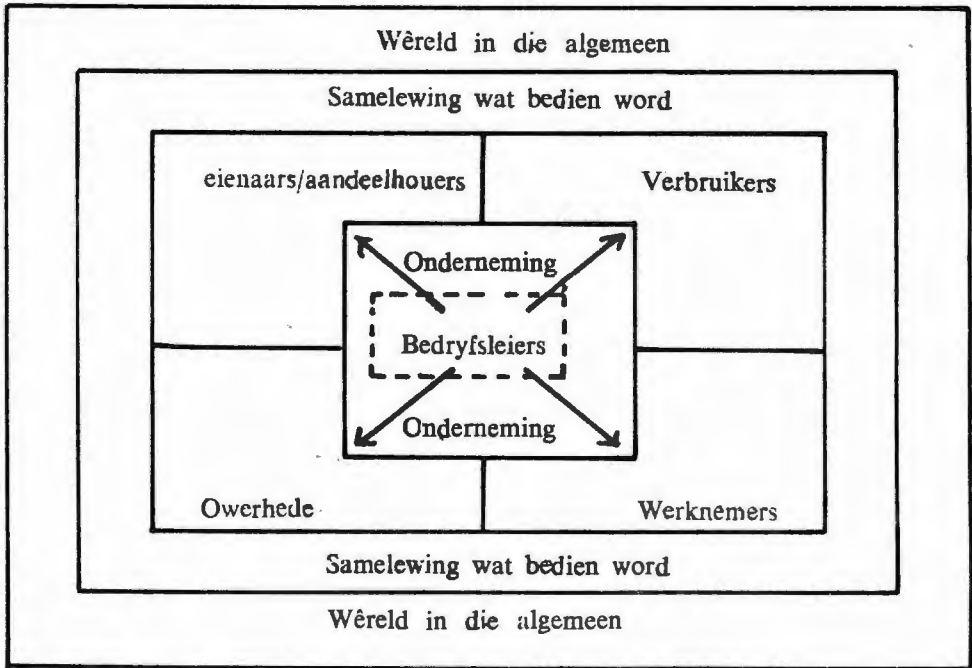 Wêreld in die algemeen
Samelewing wat bedien word
eienaars/aandeelhouers
Verbruikers
Onderneming
Bedryfsleiers
Onderneming
Owerhede
Werknemers
Samelewing wat bedien word
Wêreld in die algemeen